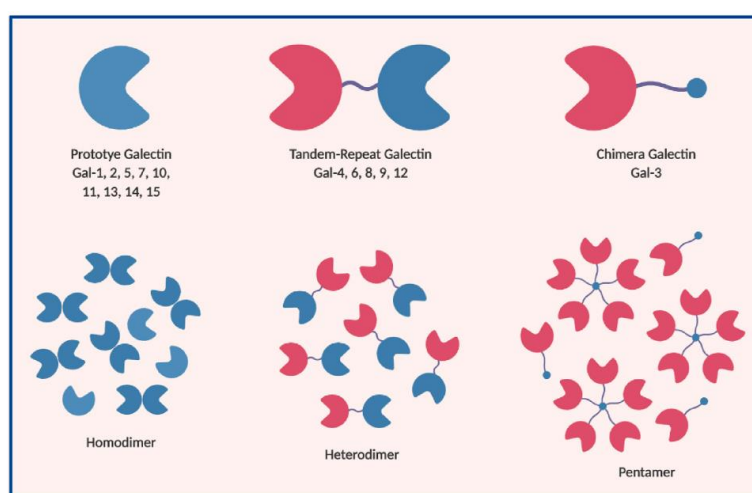 Prototye Galectin
Gal-1, 2, 5, 7, 10,
11, 13, 14, 15
Tandem-Repeat Galectin
Gal-4, 6, 8, 9, 12
Chimera Galectin
Gal-3
Homodimer
Heterodimer
Pentamer